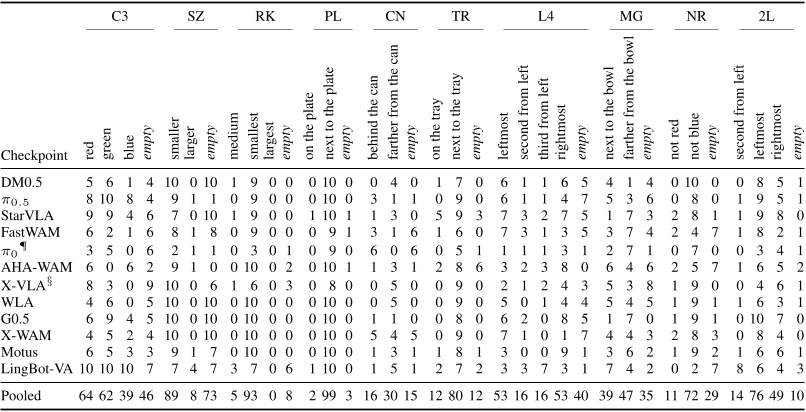 C3 SZ RK PL CN TR L4 MG NR 2L
Checkpoint red green blue empty smaller larger empty medium smallest largest empty on the plate next to the plate empty behind the can farther from the can empty on the tray next to the tray empty leftmost second from left third from left rightmost empty next to the bowl farther from the bowl empty not red not blue empty second from left leftmost rightmost empty
DM0.5 5 6 1 4 10 0 10 1 9 0 0 0 10 0 0 4 0 1 7 0 6 1 1 6 5 4 1 4 0 10 0 0 8 5 1
π0.5 8 10 8 4 9 1 1 0 9 0 0 0 10 0 3 1 1 0 9 0 6 1 1 4 7 5 3 6 0 8 0 1 9 5 1
StarVLA 9 9 4 6 7 0 10 1 9 0 0 1 10 1 1 3 0 5 9 3 7 3 2 7 5 1 7 3 2 8 1 1 9 8 0
FastWAM 6 2 1 6 8 1 8 0 9 0 0 0 9 1 3 1 6 1 6 0 7 3 1 3 5 3 7 4 2 4 7 1 8 2 1
π0¶ 3 5 0 6 2 1 1 0 3 0 1 0 9 0 6 0 6 0 5 1 1 1 1 3 1 2 7 1 0 7 0 0 3 4 1
AHA-WAM 6 0 6 2 9 1 0 0 10 0 2 0 10 1 1 3 1 2 8 6 3 2 3 8 0 6 4 6 2 5 7 1 6 5 2
X-VLA§ 8 3 0 9 10 0 6 1 6 0 3 0 8 0 0 5 0 0 9 0 2 1 2 4 3 5 3 8 1 9 0 0 4 6 1
WLA 4 6 0 5 10 0 10 0 10 0 0 0 10 0 0 5 0 0 9 0 5 0 1 4 4 5 4 5 1 9 1 1 6 3 1
G0.5 6 9 4 5 10 0 10 0 10 0 0 0 10 0 1 1 0 0 8 0 6 2 0 8 5 1 7 0 1 9 0 1 10 7 0
X-WAM 4 5 2 4 10 0 10 0 10 0 0 0 10 0 5 4 5 0 9 0 7 1 0 1 7 4 4 3 2 8 3 0 8 4 0
Motus 6 5 3 3 9 1 7 0 10 0 0 0 10 0 1 3 1 1 8 1 3 0 0 9 1 3 6 2 1 9 2 1 6 6 1
LingBot-VA 10 10 10 7 7 4 7 3 7 0 6 1 10 0 1 5 1 2 7 2 3 3 7 3 1 7 4 2 0 2 7 8 6 4 3
Pooled 64 62 39 46 89 8 73 5 93 0 8 2 99 3 16 30 15 12 80 12 53 16 16 53 40 39 47 35 11 72 29 14 76 49 10